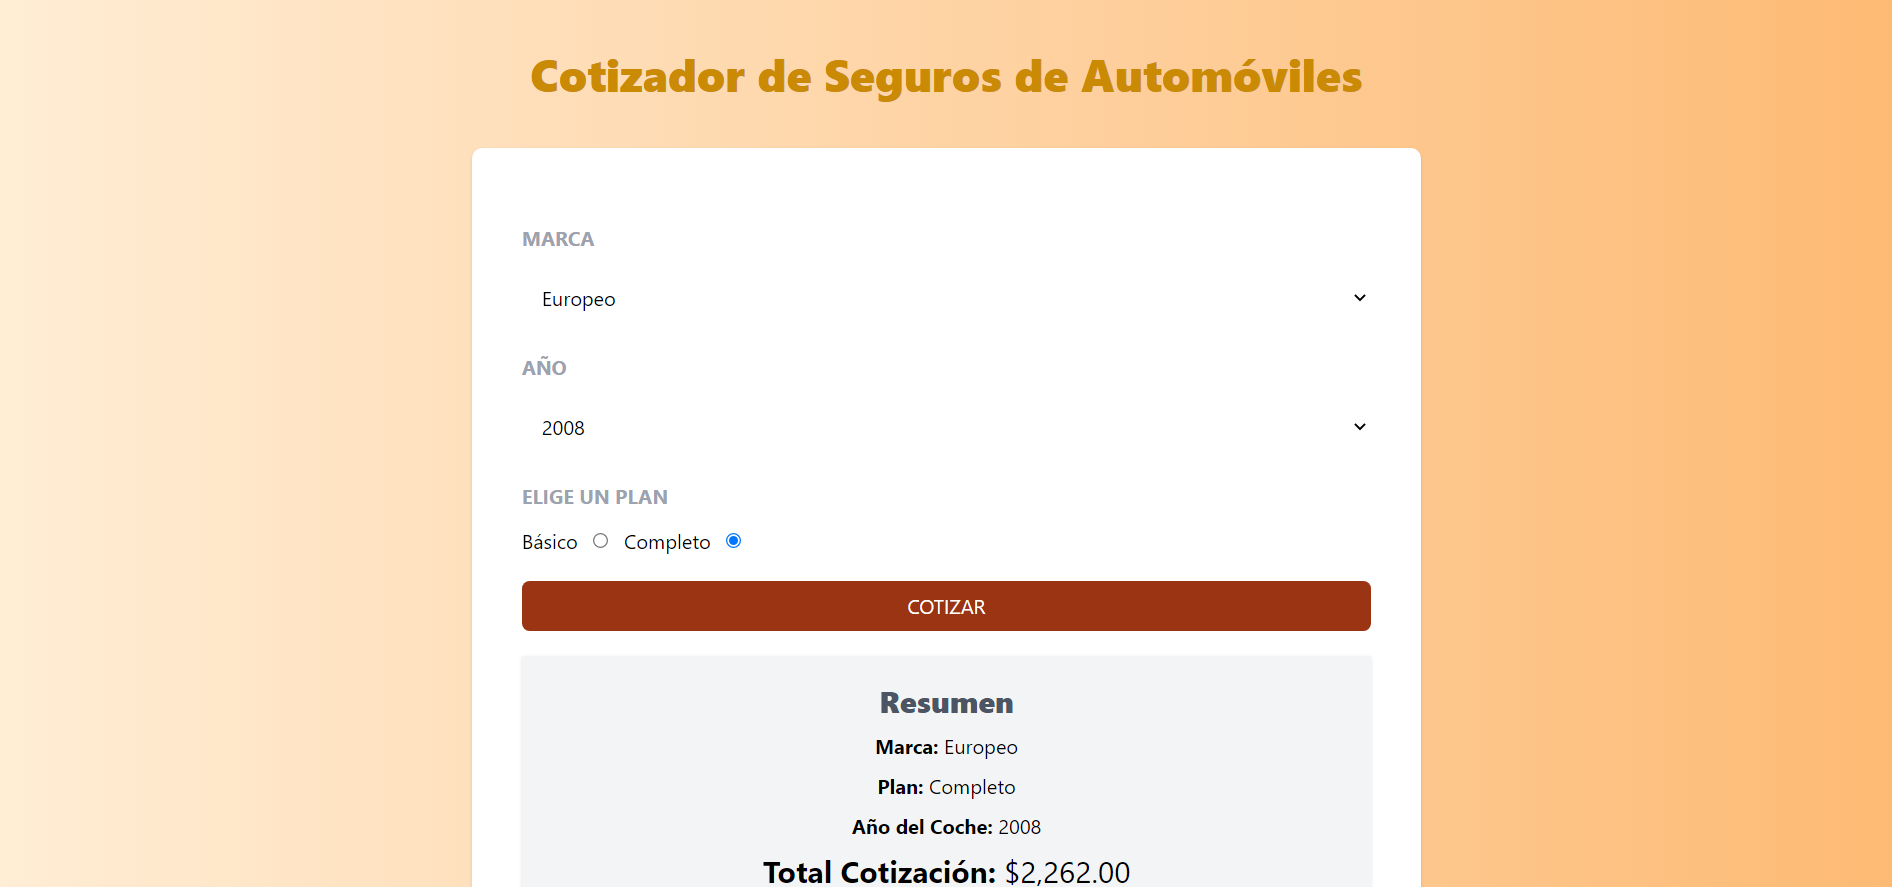 Cotizador de Seguros de Automóviles
MARCA
Europeo
AÑO
2008
ELIGE UN PLAN
Básico Completo
COTIZAR
Resumen
Marca: Europeo
Plan: Completo
Año del Coche: 2008
Total Cotización: $2,262.00